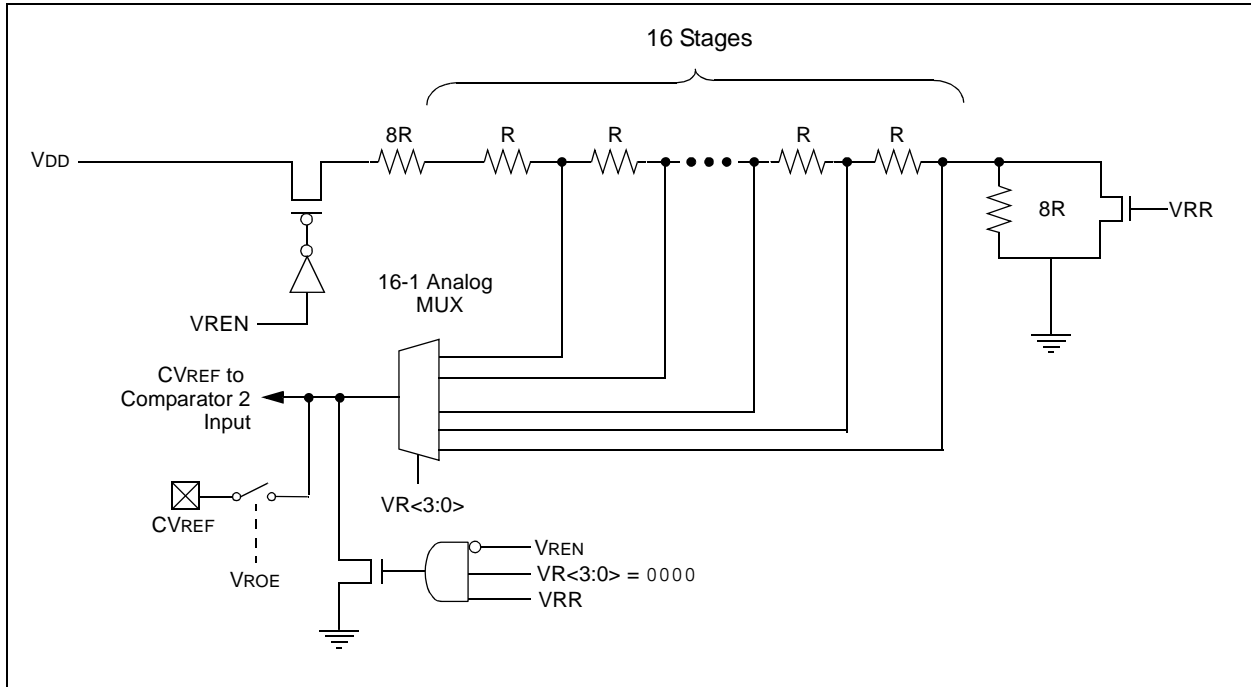 16 Stages
8R
R
R
R
R
VDD
8R
VRR
16-1 Analog
MUX
VREN
CVREF to
Comparator 2
Input
VR<3:0>
CVREF
VREN
VR<3:0> = 0000
VROE
VRR